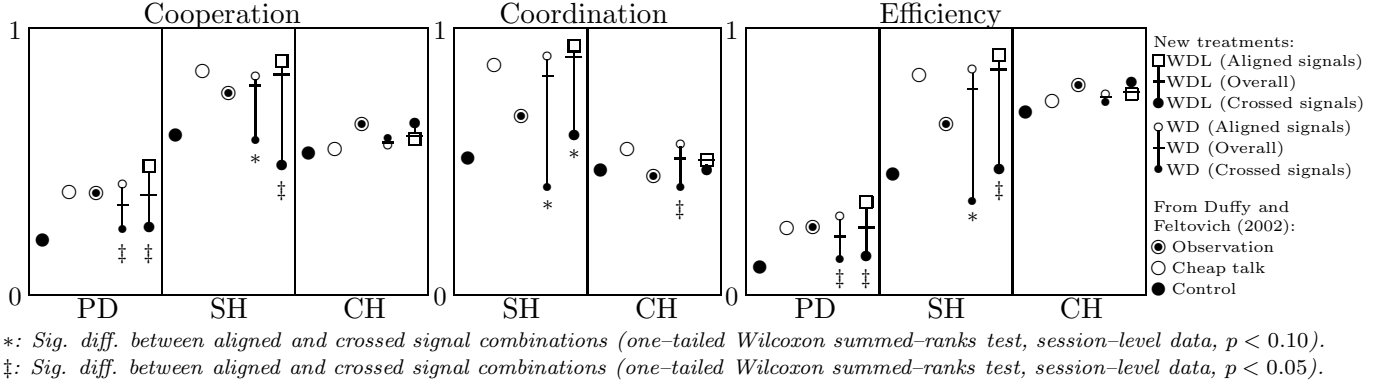 Cooperation
Coordination
Efficiency
1
0
PD
SH
CH
1
0
SH
CH
1
0
PD
SH
CH
*
‡
‡
‡
*
*
‡
‡
‡
*
‡
New treatments:
WDL (Aligned signals)
WDL (Overall)
WDL (Crossed signals)
WD (Aligned signals)
WD (Overall)
WD (Crossed signals)
From Duffy and
Feltovich (2002):
Observation
Cheap talk
Control
∗: Sig. diff. between aligned and crossed signal combinations (one–tailed Wilcoxon summed–ranks test, session–level data, p < 0.10).
‡: Sig. diff. between aligned and crossed signal combinations (one–tailed Wilcoxon summed–ranks test, session–level data, p < 0.05).